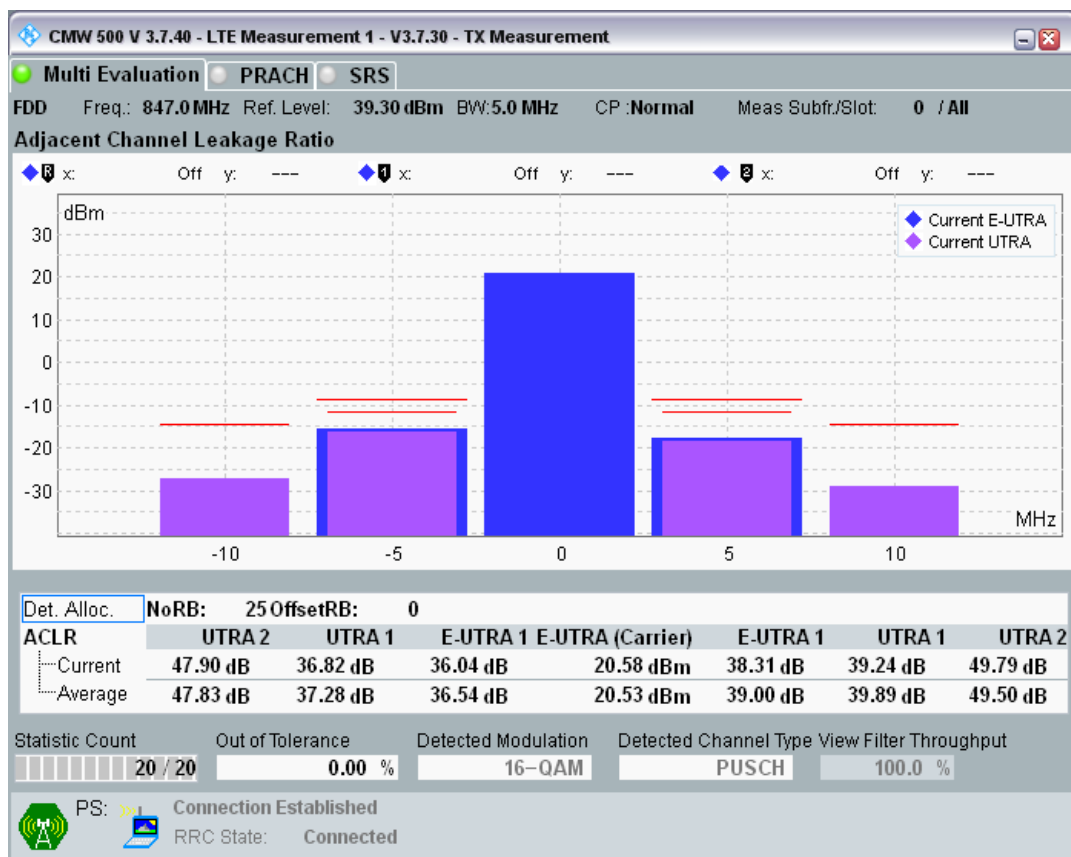 CMW 500 V 3.7.40 - LTE Measurement 1 - V3.7.30 - TX Measurement
Multi Evaluation PRACH SRS
FDD Freq.: 847.0 MHz Ref. Level: 39.30 dBm BW:5.0 MHz CP :Normal Meas Subfr./Slot: 0 / All
Adjacent Channel Leakage Ratio
R x: Off y: --- 1 x: Off y: --- 2 x: Off y: ---
dBm
Current E-UTRA
Current UTRA
30
20
10
0
-10
-20
-30
MHz
-10 -5 0 5 10
Det. Alloc. NoRB: 25 OffsetRB: 0
ACLR UTRA 2 UTRA 1 E-UTRA 1 E-UTRA (Carrier) E-UTRA 1 UTRA 1 UTRA 2
Current 47.90 dB 36.82 dB 36.04 dB 20.58 dBm 38.31 dB 39.24 dB 49.79 dB
Average 47.83 dB 37.28 dB 36.54 dB 20.53 dBm 39.00 dB 39.89 dB 49.50 dB
Statistic Count Out of Tolerance Detected Modulation Detected Channel Type View Filter Throughput
20 / 20 0.00 % 16-QAM PUSCH 100.0 %
PS: Connection Established
RRC State: Connected